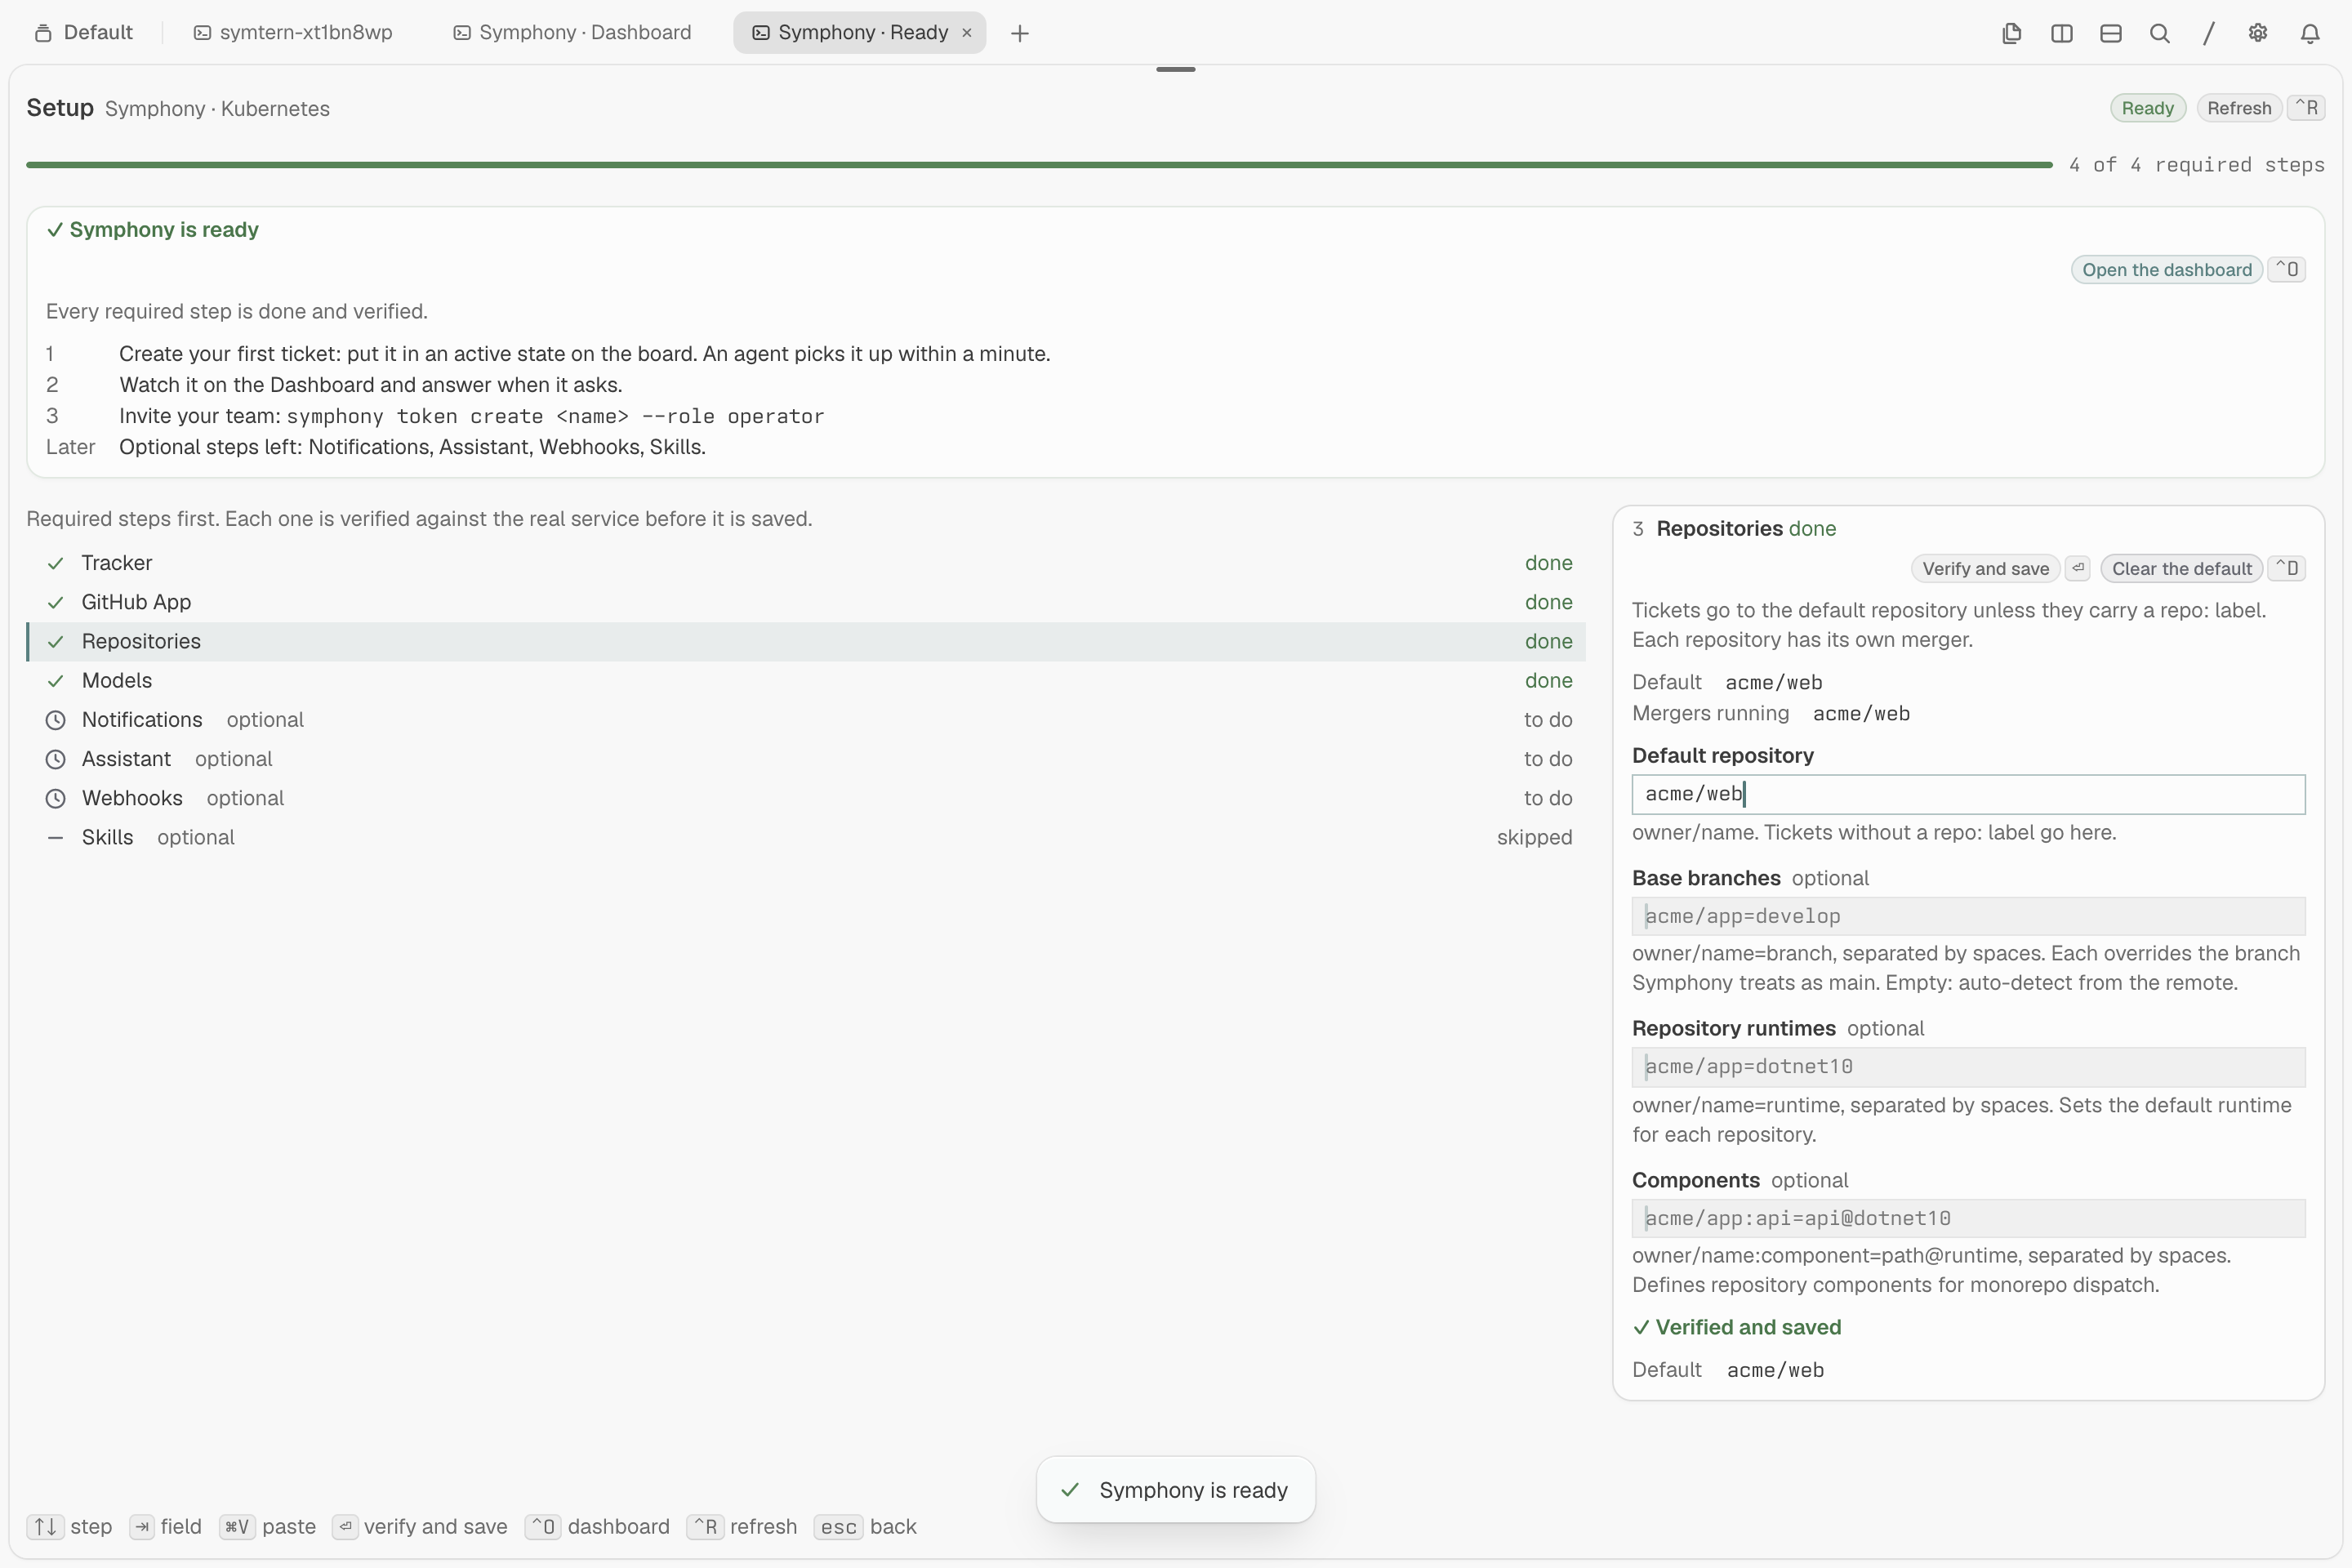 Default
symtern-xt1bn8wp
Symphony · Dashboard
Symphony · Ready ×
Setup Symphony · Kubernetes
Ready Refresh ^R
4 of 4 required steps
✓ Symphony is ready
Open the dashboard ^O
Every required step is done and verified.
1 Create your first ticket: put it in an active state on the board. An agent picks it up within a minute.
2 Watch it on the Dashboard and answer when it asks.
3 Invite your team: symphony token create <name> --role operator
Later Optional steps left: Notifications, Assistant, Webhooks, Skills.
Required steps first. Each one is verified against the real service before it is saved.
✓ Tracker done
✓ GitHub App done
✓ Repositories done
✓ Models done
Notifications optional to do
Assistant optional to do
Webhooks optional to do
– Skills optional skipped
3 Repositories done
Verify and save ⏎ Clear the default ^D
Tickets go to the default repository unless they carry a repo: label.
Each repository has its own merger.
Default acme/web
Mergers running acme/web
Default repository
acme/web
owner/name. Tickets without a repo: label go here.
Base branches optional
acme/app=develop
owner/name=branch, separated by spaces. Each overrides the branch
Symphony treats as main. Empty: auto-detect from the remote.
Repository runtimes optional
acme/app=dotnet10
owner/name=runtime, separated by spaces. Sets the default runtime
for each repository.
Components optional
acme/app:api=api@dotnet10
owner/name:component=path@runtime, separated by spaces.
Defines repository components for monorepo dispatch.
✓ Verified and saved
Default acme/web
✓ Symphony is ready
↑↓ step ⇥ field ⌘V paste ⏎ verify and save ^O dashboard ^R refresh esc back